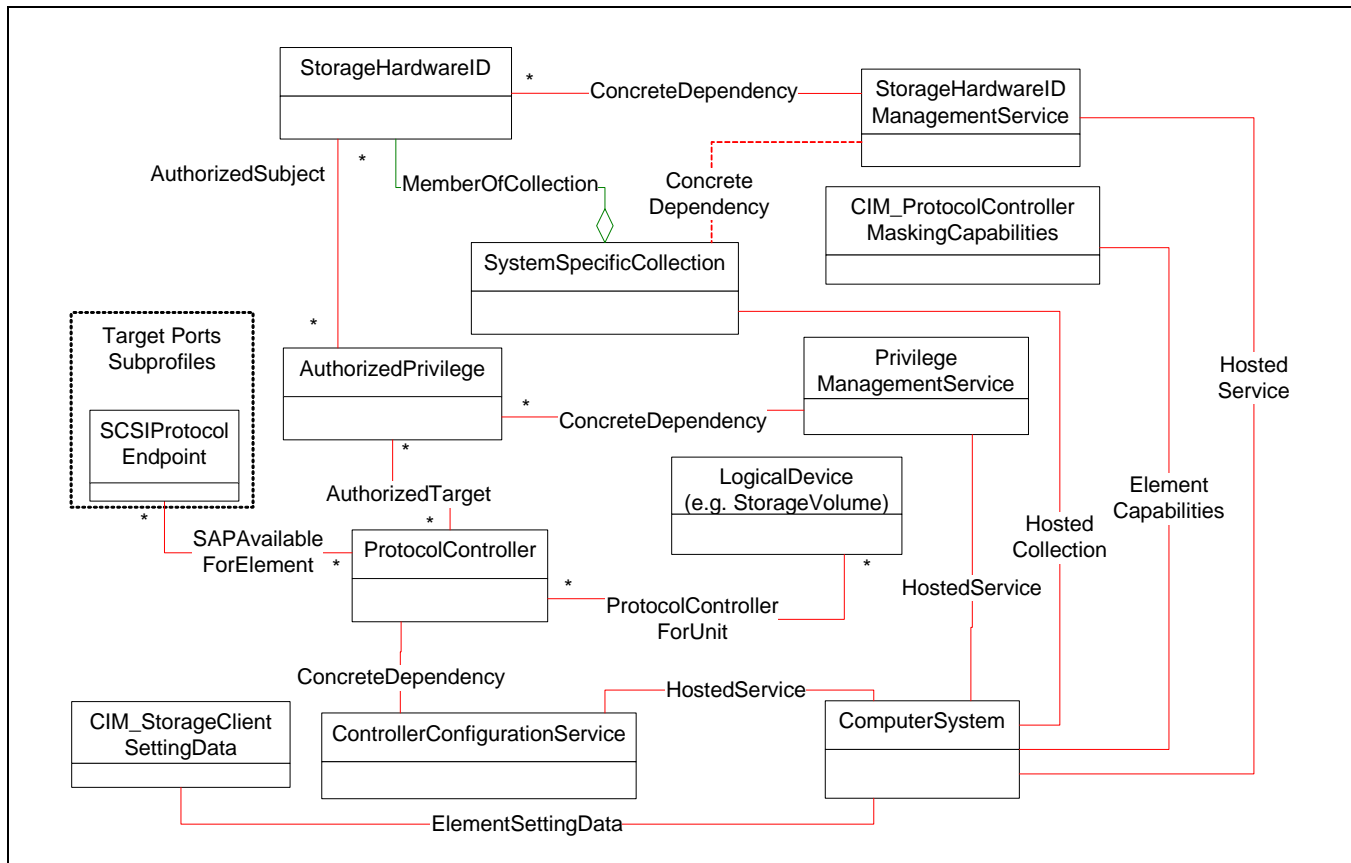 StorageHardwareID
*
ConcreteDependency
StorageHardwareID
ManagementService
AuthorizedSubject
*
MemberOfCollection
Concrete
Dependency
CIM_ProtocolController
MaskingCapabilities
SystemSpecificCollection
*
Target Ports
Subprofiles
AuthorizedPrivilege
Privilege
ManagementService
Hosted
Service
*
ConcreteDependency
SCSIProtocol
Endpoint
*
LogicalDevice
(e.g. StorageVolume)
AuthorizedTarget
Element
Capabilities
*
*
SAPAvailable
ForElement
*
ProtocolController
Hosted
Collection
*
*
ProtocolController
ForUnit
HostedService
ConcreteDependency
HostedService
CIM_StorageClient
SettingData
ControllerConfigurationService
ComputerSystem
ElementSettingData